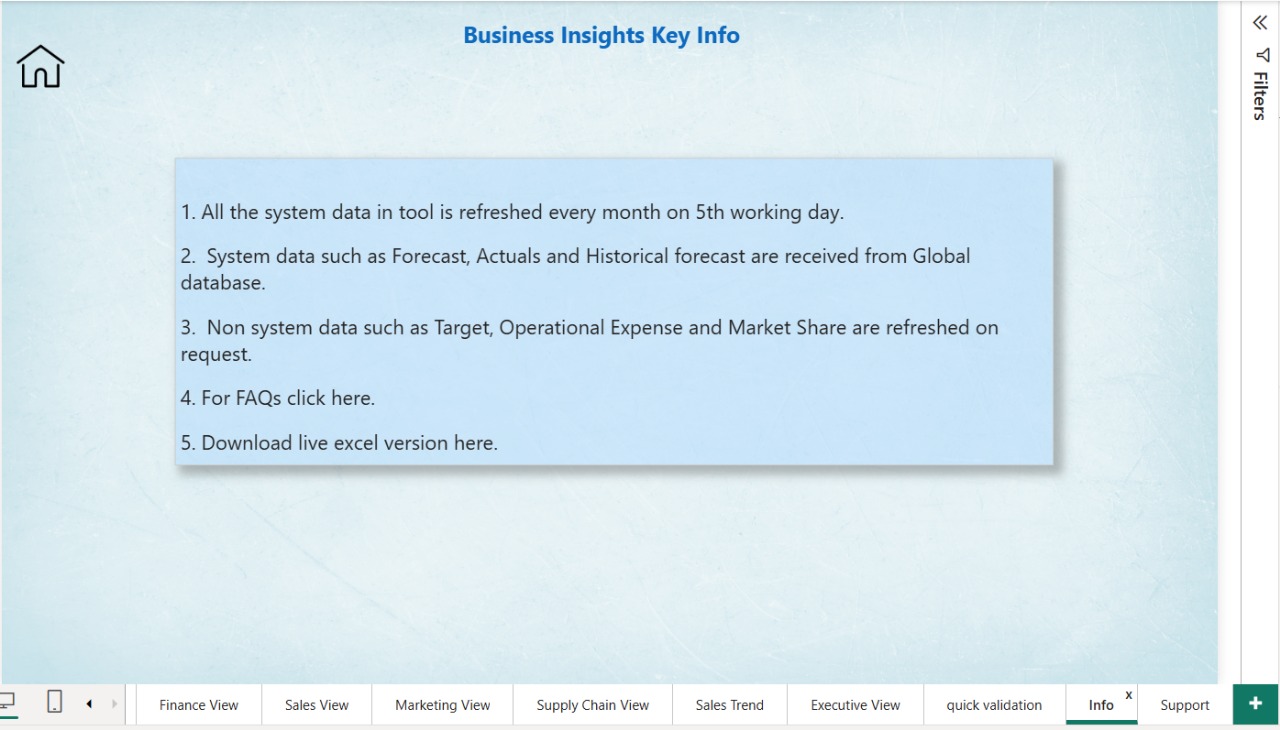 Business Insights Key Info
Filters
1. All the system data in tool is refreshed every month on 5th working day.
2.  System data such as Forecast, Actuals and Historical forecast are received from Global
database.
3.  Non system data such as Target, Operational Expense and Market Share are refreshed on
request.
4. For FAQs click here.
5. Download live excel version here.
Finance View
Sales View
Marketing View
Supply Chain View
Sales Trend
Executive View
quick validation
Info
x
Support
+